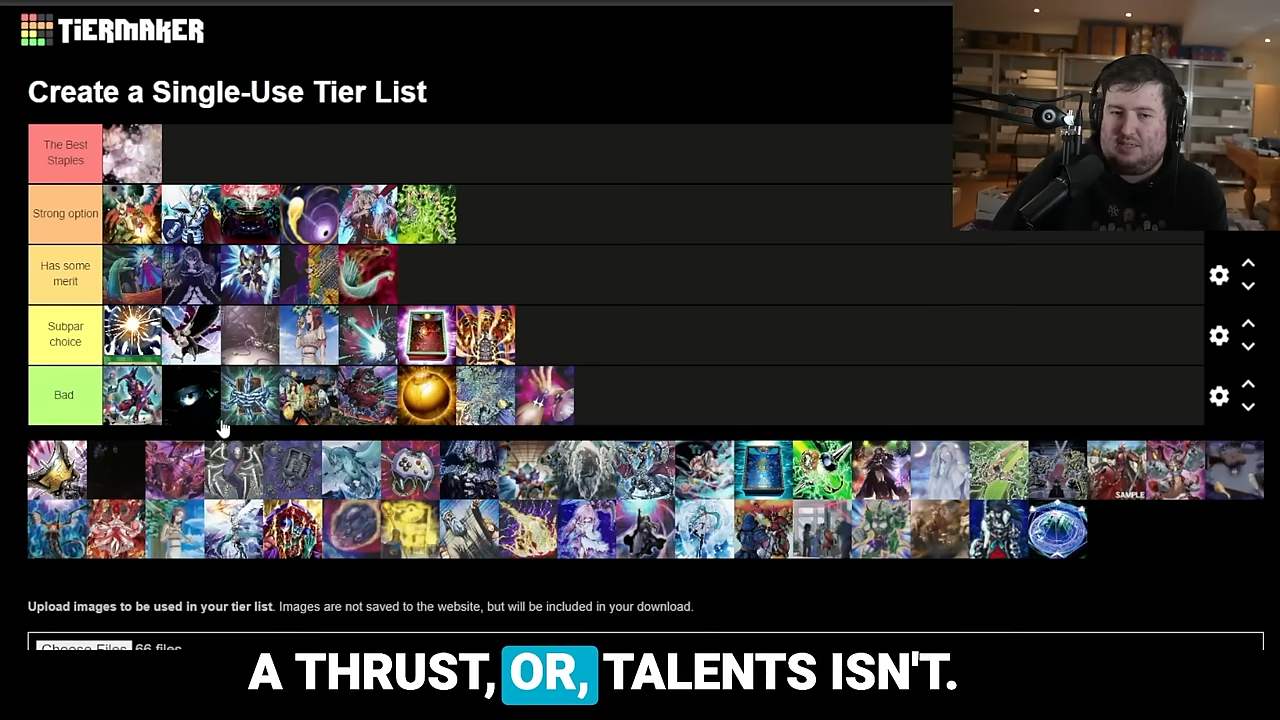 TiERMAKER
Create a Single-Use Tier List
The Best
Staples
Strong option
Has some
merit
Subpar
choice
Bad
SAMPLE
Upload images to be used in your tier list. Images are not saved to the website, but will be included in your download.
Choose Files 66 files
A THRUST, OR, TALENTS ISN'T.